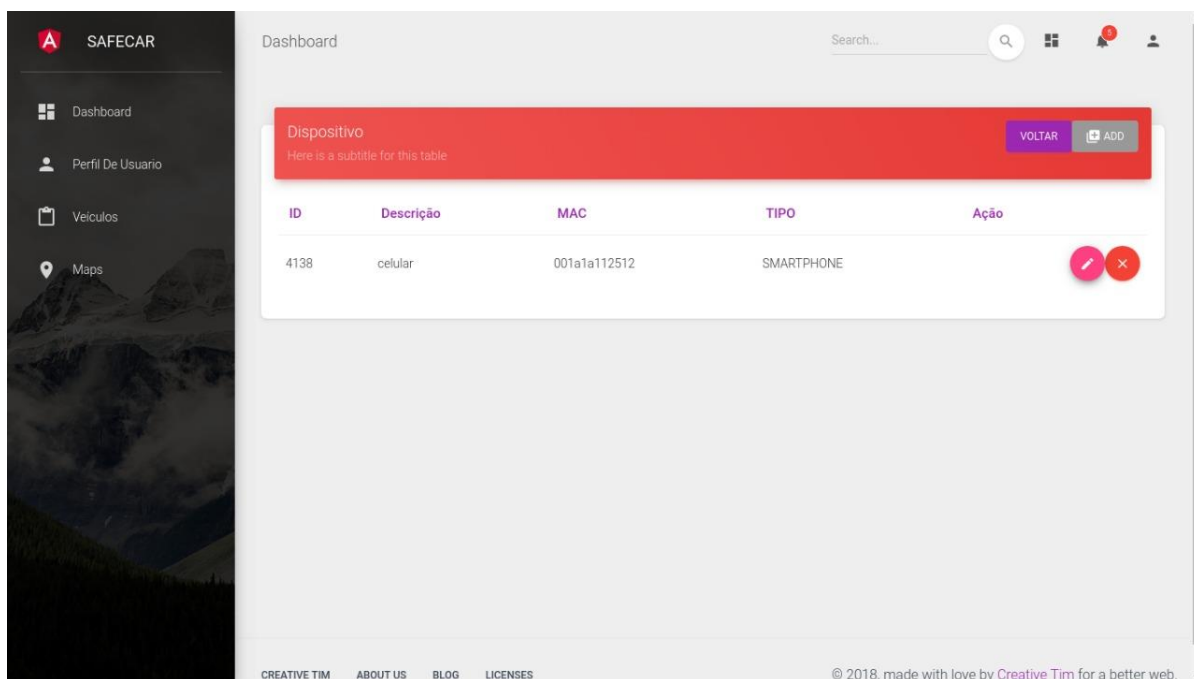 SAFECAR
Dashboard
Perfil De Usuario
Veículos
Maps
Dashboard
Search...
5
Dispositivo
Here is a subtitle for this table
VOLTAR
ADD
ID Descrição MAC TIPO Ação
4138 celular 001a1a112512 SMARTPHONE
CREATIVE TIM ABOUT US BLOG LICENSES
© 2018, made with love by Creative Tim for a better web.